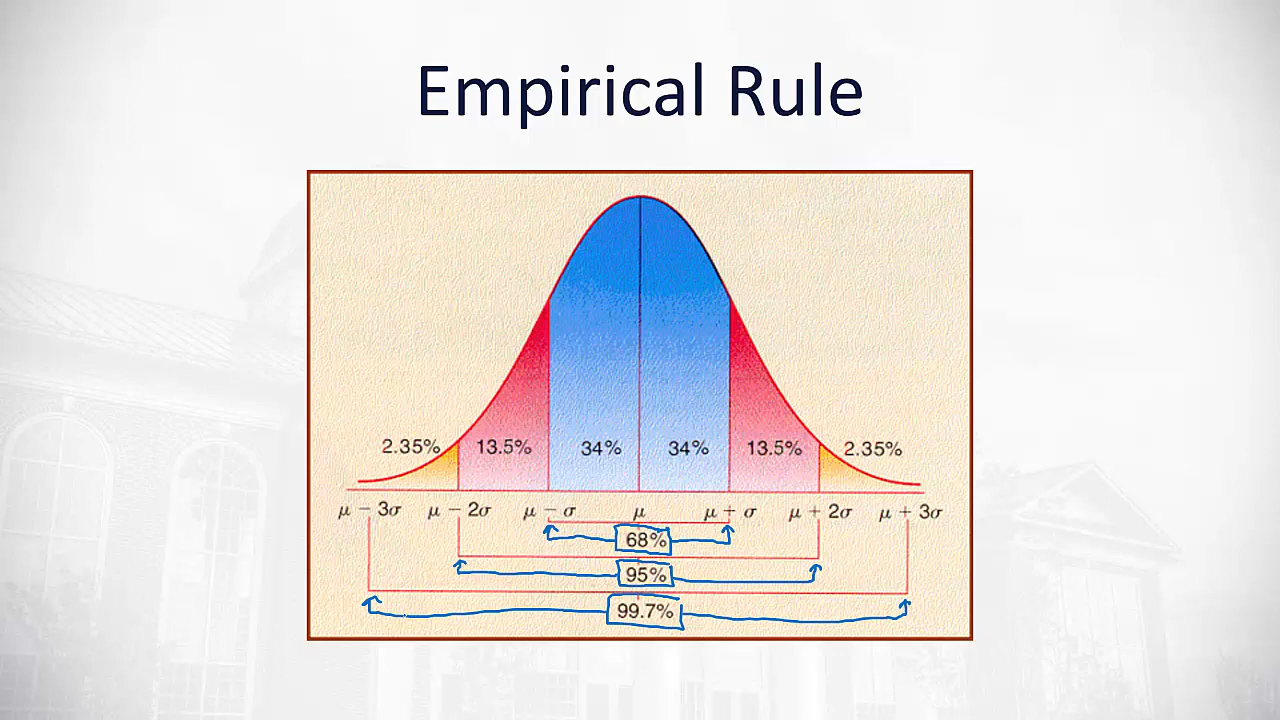 Empirical Rule
2.35% 13.5% 34% 34% 13.5% 2.35%
μ − 3σ μ − 2σ μ − σ μ μ + σ μ + 2σ μ + 3σ
68%
95%
99.7%